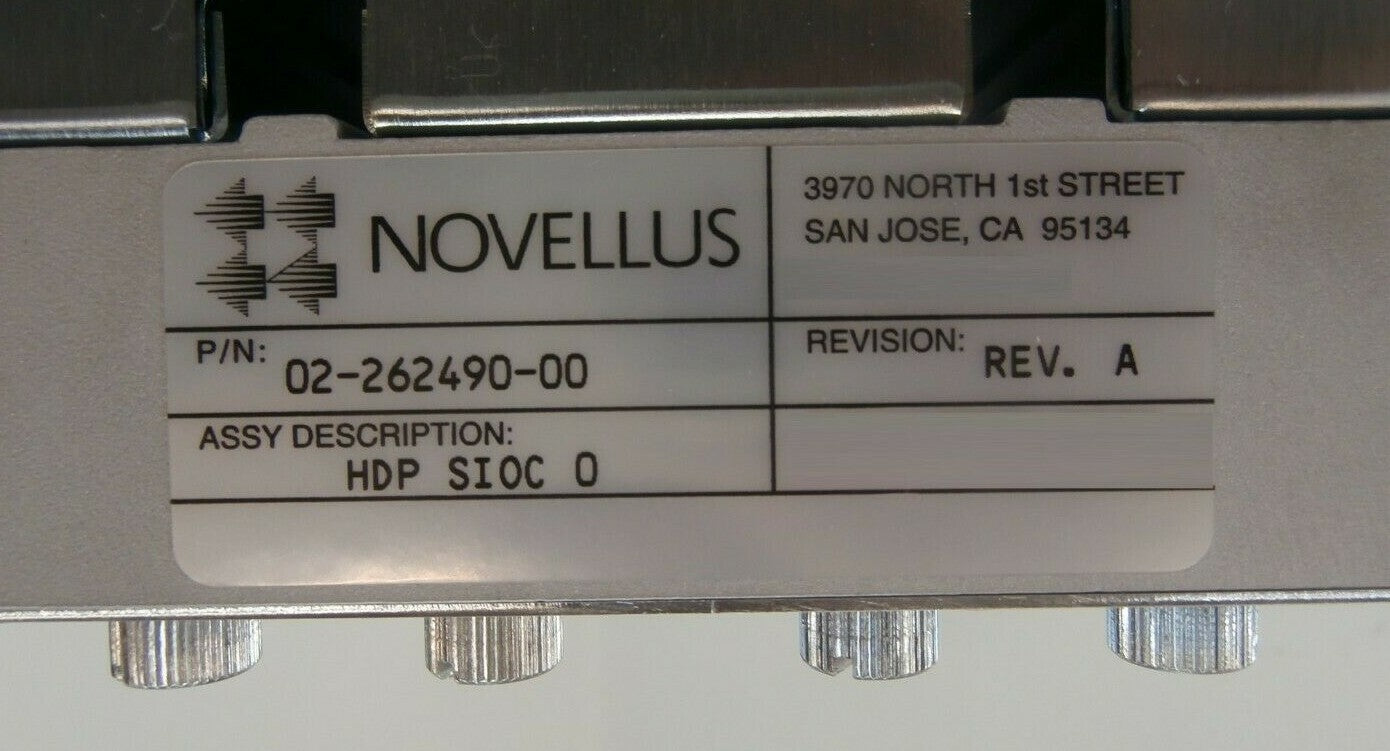 NOVELLUS
3970 NORTH 1st STREET
SAN JOSE, CA 95134
P/N: 02-262490-00
REVISION: REV. A
ASSY DESCRIPTION:
HDP SIOC 0